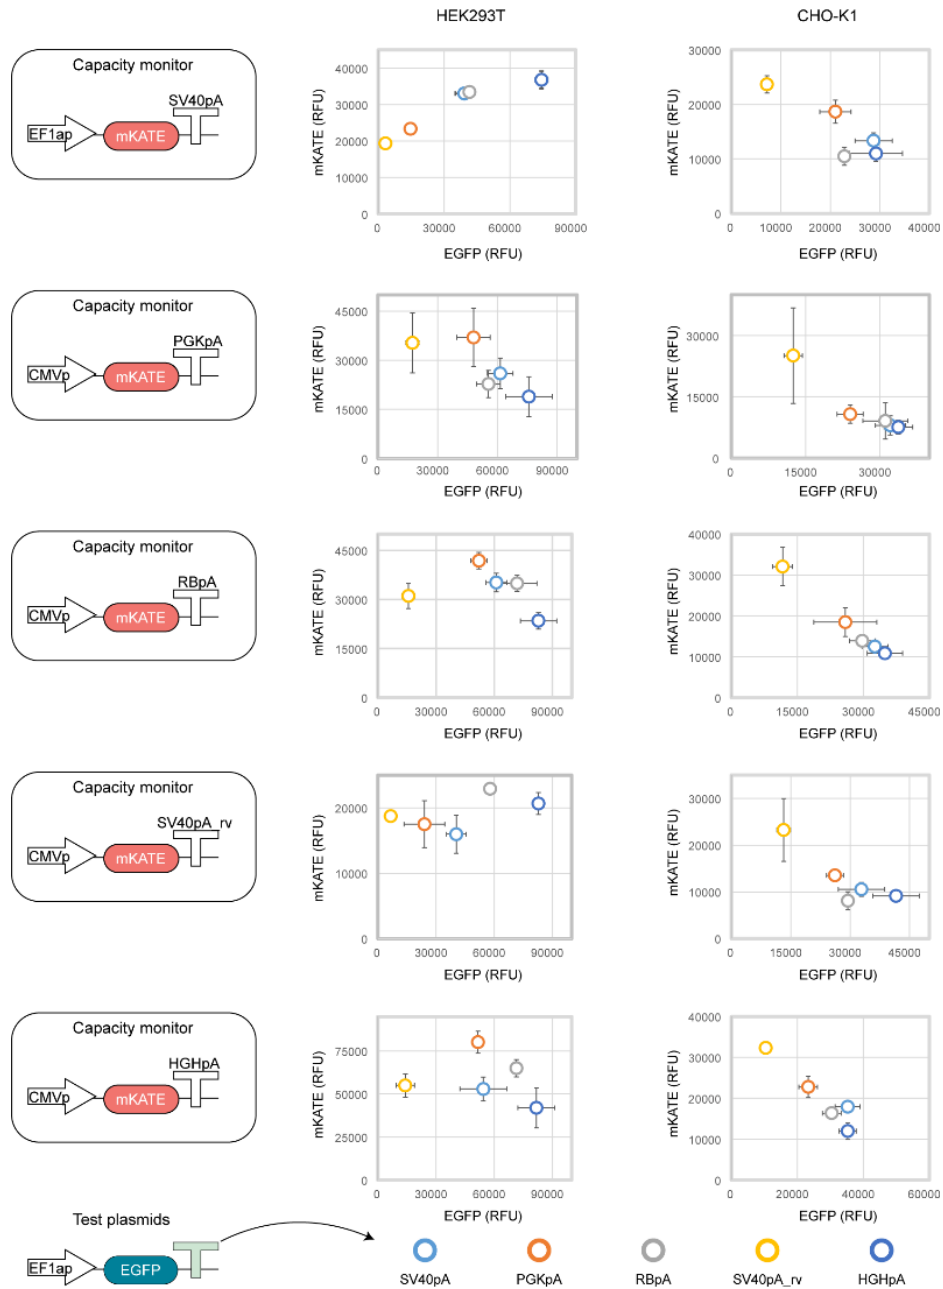 HEK293T
CHO-K1
Capacity monitor
SV40pA
EF1ap
mKATE
mKATE (RFU)
40000
30000
20000
10000
0
0
30000
60000
90000
EGFP (RFU)
mKATE (RFU)
30000
20000
10000
0
0
10000
20000
30000
40000
EGFP (RFU)
Capacity monitor
PGKpA
CMVp
mKATE
mKATE (RFU)
45000
30000
15000
0
0
30000
60000
90000
EGFP (RFU)
mKATE (RFU)
30000
15000
0
0
15000
30000
EGFP (RFU)
Capacity monitor
RBpA
CMVp
mKATE
mKATE (RFU)
45000
30000
15000
0
0
30000
60000
90000
EGFP (RFU)
mKATE (RFU)
40000
30000
20000
10000
0
0
15000
30000
45000
EGFP (RFU)
Capacity monitor
SV40pA_rv
CMVp
mKATE
mKATE (RFU)
20000
10000
0
0
30000
60000
90000
EGFP (RFU)
mKATE (RFU)
30000
20000
10000
0
0
15000
30000
45000
EGFP (RFU)
Capacity monitor
HGHpA
CMVp
mKATE
mKATE (RFU)
75000
50000
25000
0
0
30000
60000
90000
EGFP (RFU)
mKATE (RFU)
40000
30000
20000
10000
0
0
20000
40000
60000
EGFP (RFU)
Test plasmids
EF1ap
EGFP
SV40pA
PGKpA
RBpA
SV40pA_rv
HGHpA